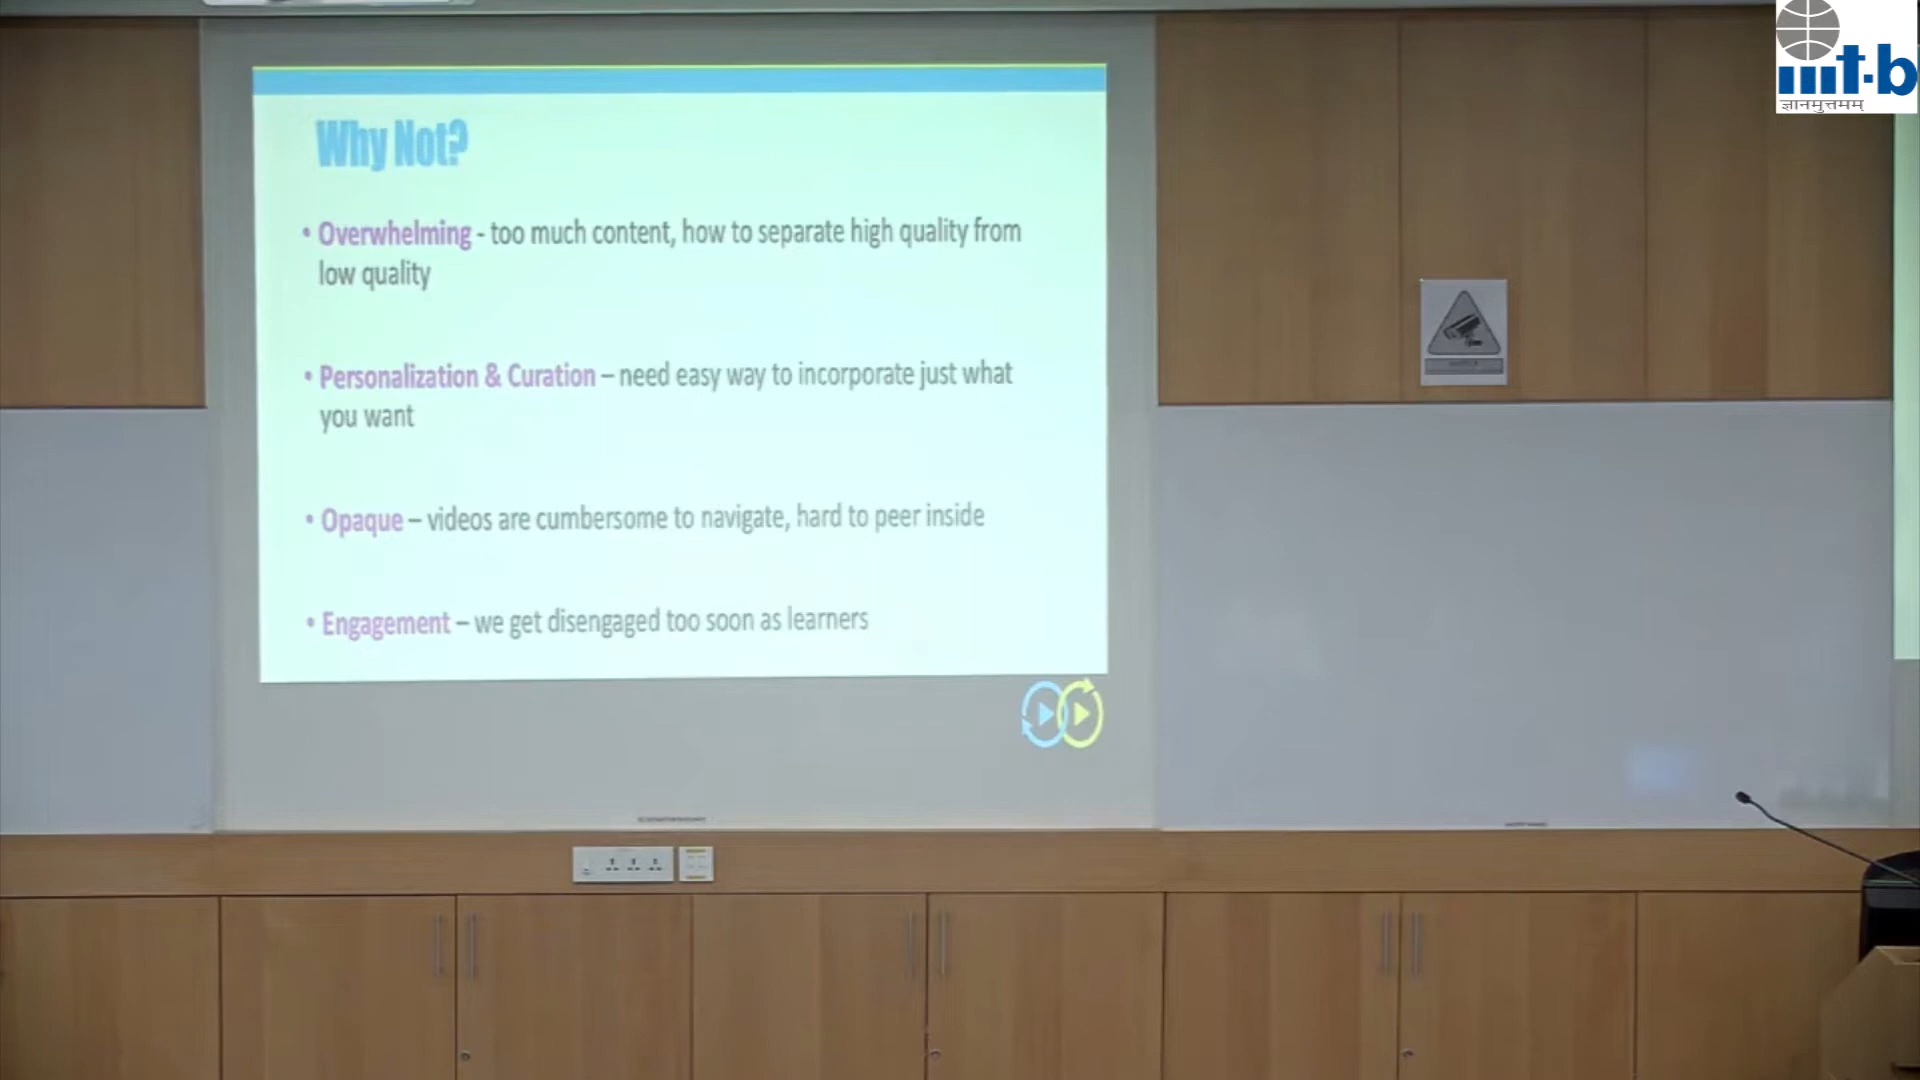 iiit-b
ज्ञानमुत्तमम्
Why Not?
• Overwhelming - too much content, how to separate high quality from
low quality
• Personalization & Curation – need easy way to incorporate just what
you want
• Opaque – videos are cumbersome to navigate, hard to peer inside
• Engagement – we get disengaged too soon as learners